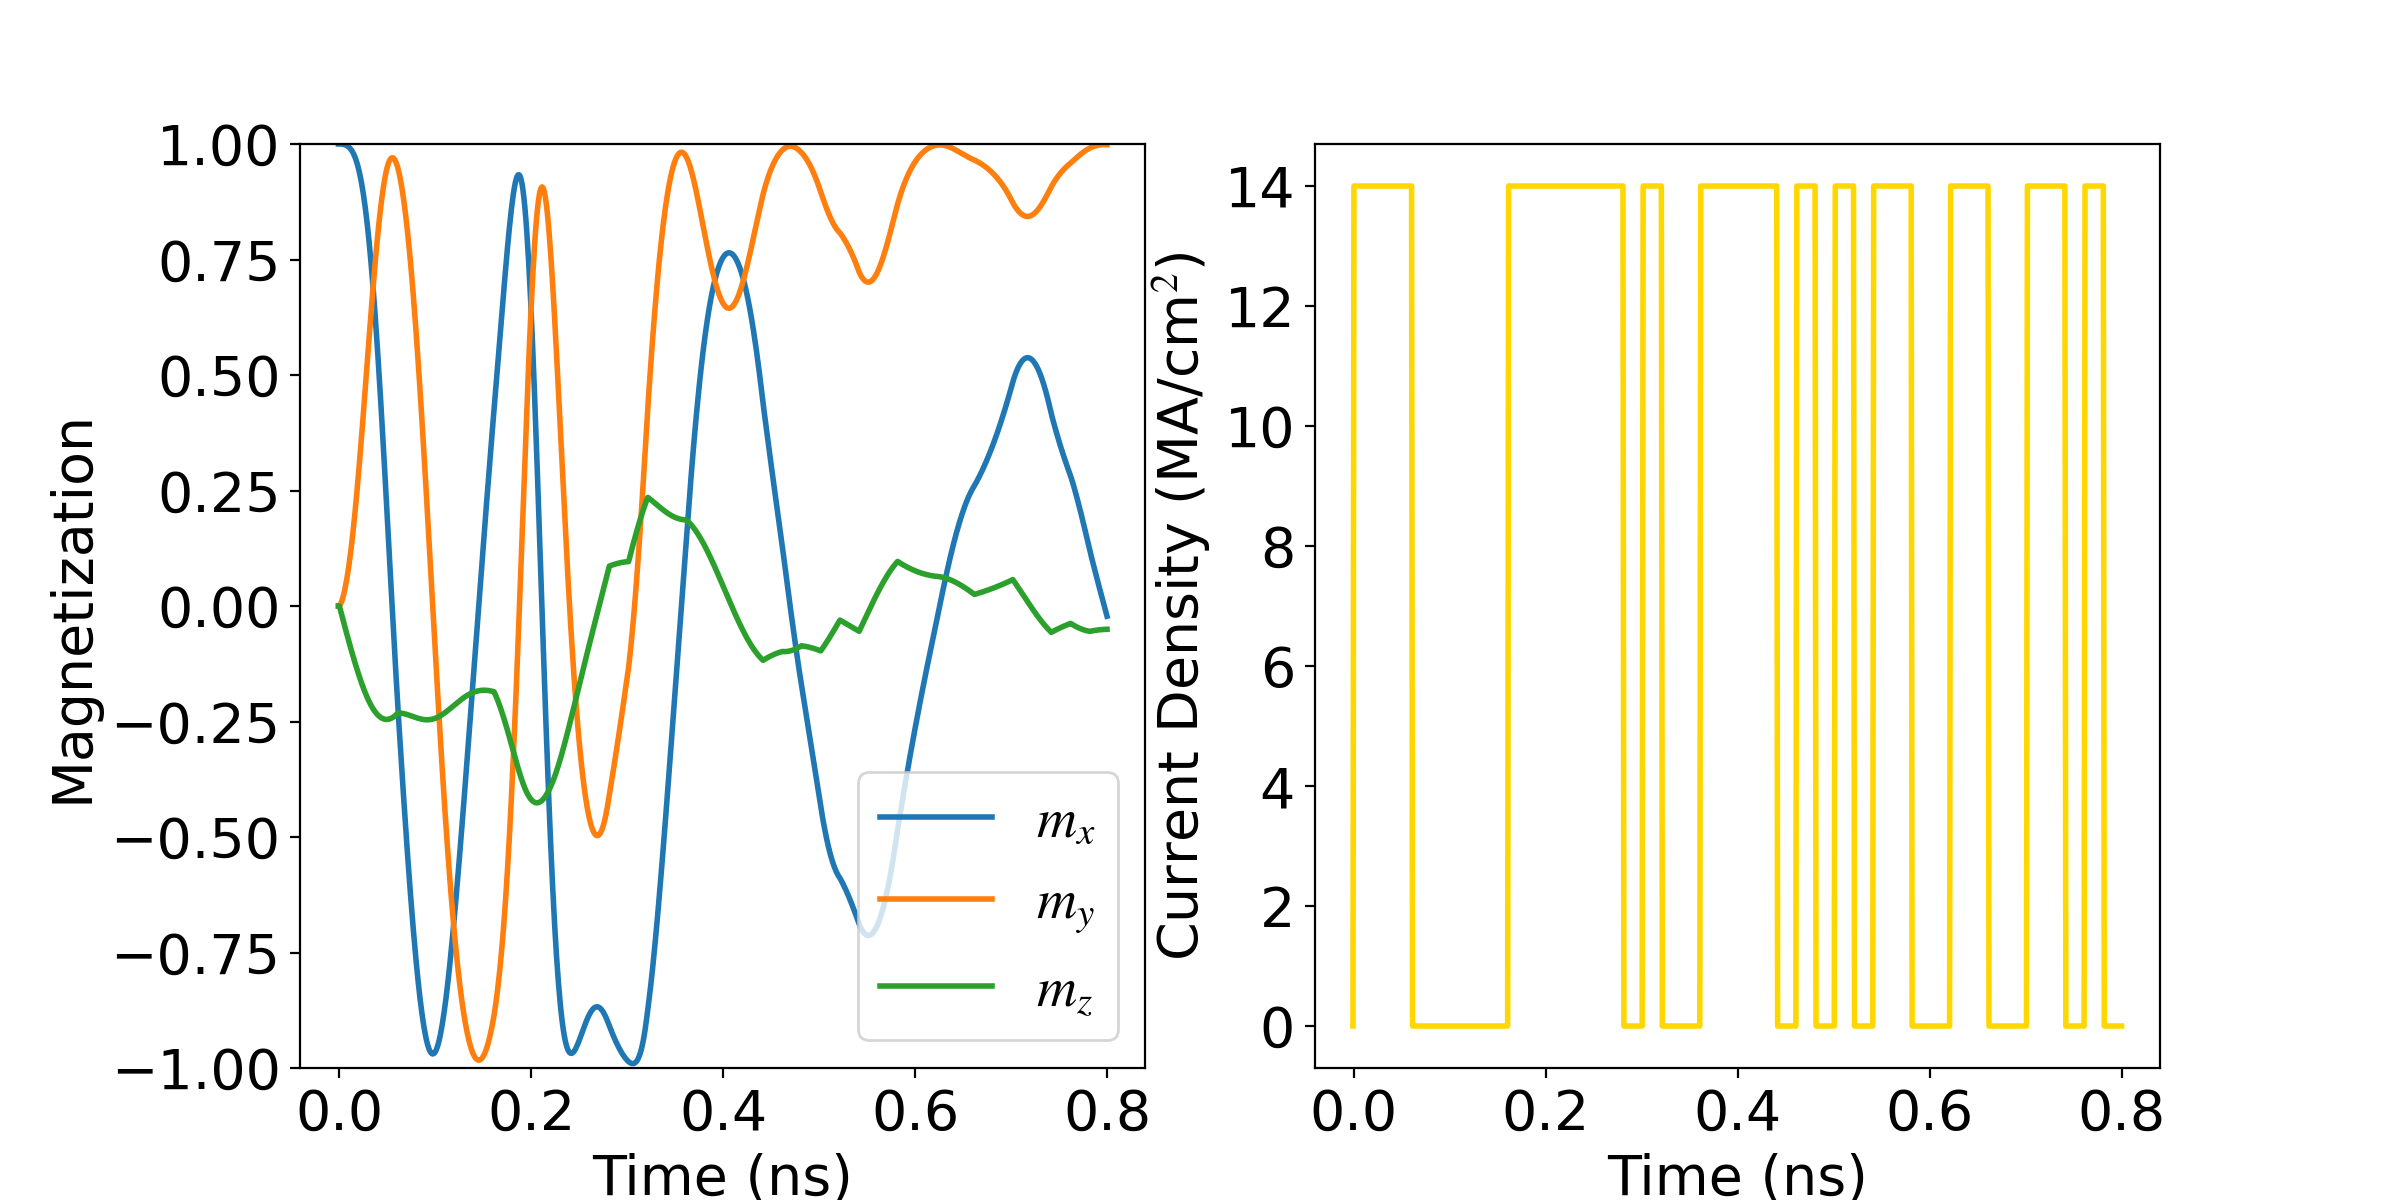 Magnetization
1.00
0.75
0.50
0.25
0.00
−0.25
−0.50
−0.75
−1.00
0.0 0.2 0.4 0.6 0.8
Time (ns)
m_x
m_y
m_z
Current Density (MA/cm²)
14
12
10
8
6
4
2
0
0.0 0.2 0.4 0.6 0.8
Time (ns)